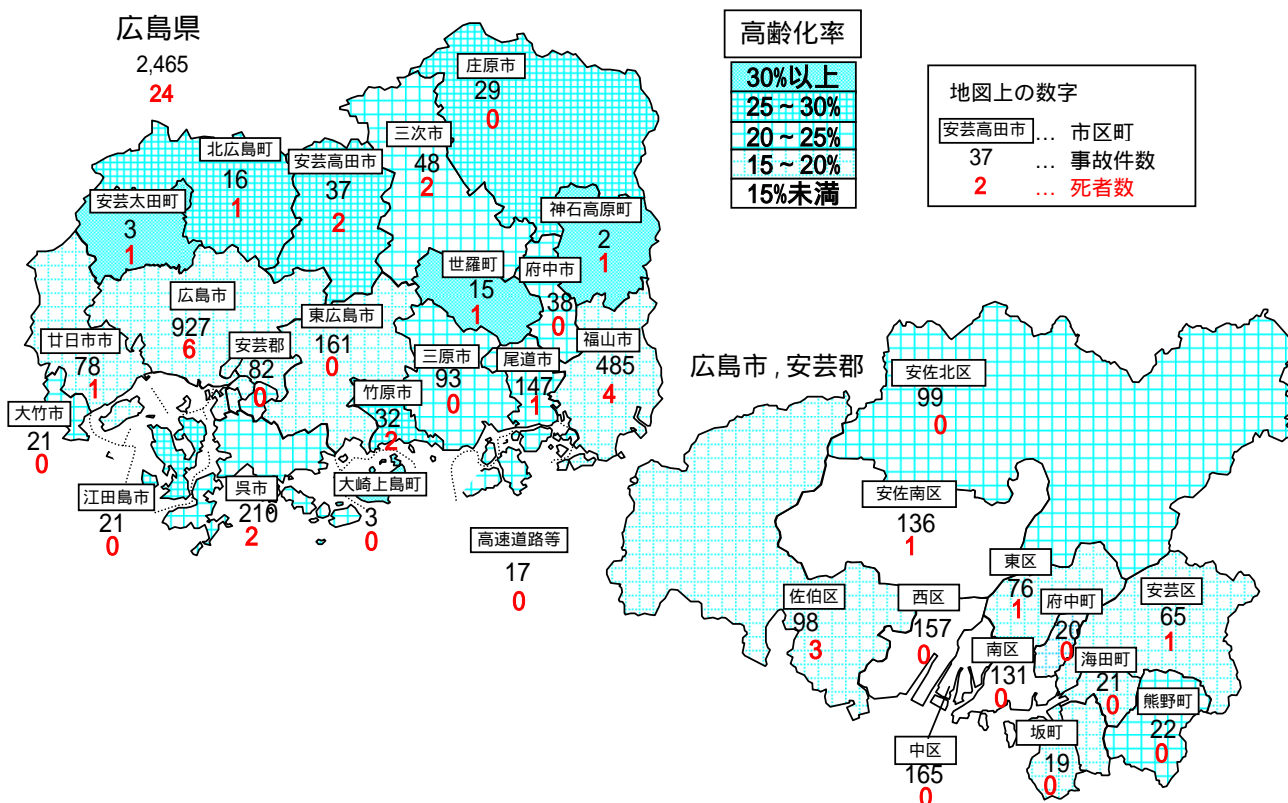 広島県
2,465
24
高齢化率
30%以上
25～30%
20～25%
15～20%
15%未満
地図上の数字
安芸高田市 … 市区町
37 … 事故件数
2 … 死者数
庄原市
29
0
三次市
48
2
北広島町
16
1
安芸高田市
37
2
安芸太田町
3
1
神石高原町
2
1
世羅町
15
1
府中市
38
0
広島市
927
6
東広島市
161
0
安芸郡
82
0
廿日市市
78
1
三原市
93
0
尾道市
147
1
福山市
485
4
竹原市
32
2
大竹市
21
0
江田島市
21
0
呉市
210
2
大崎上島町
3
0
高速道路等
17
0
広島市,安芸郡
安佐北区
99
0
安佐南区
136
1
東区
76
1
府中町
20
0
安芸区
65
1
佐伯区
98
3
西区
157
0
南区
131
0
海田町
21
0
熊野町
22
0
坂町
19
0
中区
165
0